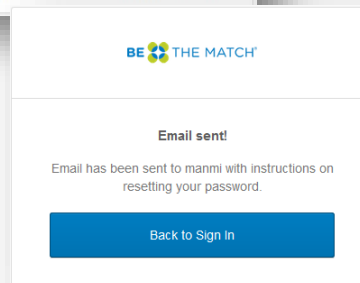 BE THE MATCH®
Email sent!
Email has been sent to manmi with instructions on
resetting your password.
Back to Sign In